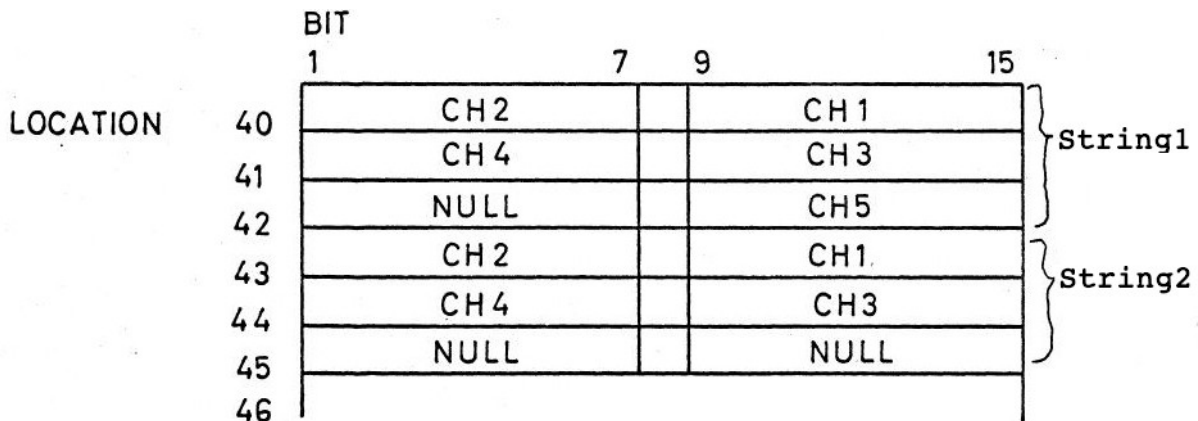 BIT
1 7 9 15
LOCATION 40 CH2 CH1
String1
41 CH4 CH3
42 NULL CH5
43 CH2 CH1
String2
44 CH4 CH3
45 NULL NULL
46